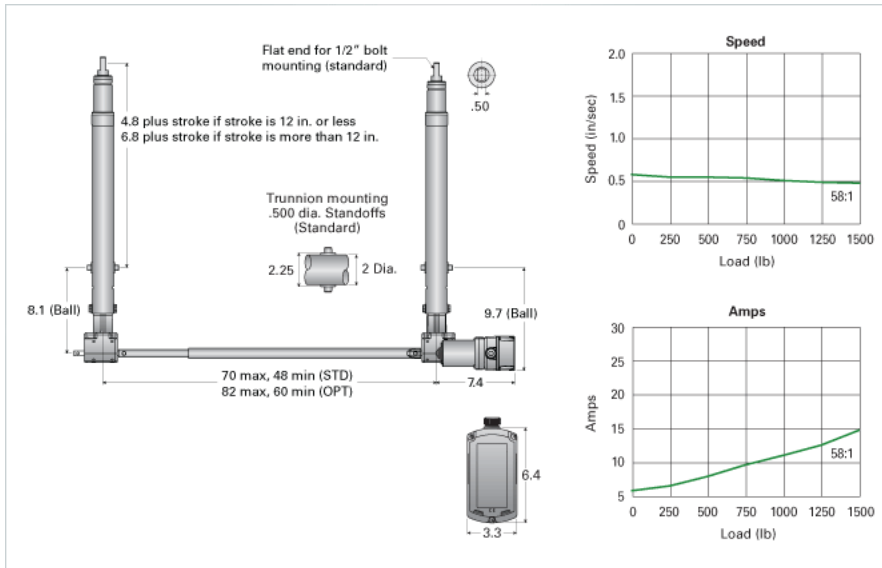 Flat end for 1/2" bolt
mounting (standard)
.50
4.8 plus stroke if stroke is 12 in. or less
6.8 plus stroke if stroke is more than 12 in.
Trunnion mounting
.500 dia. Standoffs
(Standard)
2.25
2 Dia.
8.1 (Ball)
9.7 (Ball)
70 max, 48 min (STD)
82 max, 60 min (OPT)
7.4
6.4
3.3
Speed
Speed (in/sec)
2.0
1.5
1.0
0.5
0
58:1
0 250 500 750 1000 1250 1500
Load (lb)
Amps
Amps
30
25
20
15
10
5
58:1
0 250 500 750 1000 1250 1500
Load (lb)